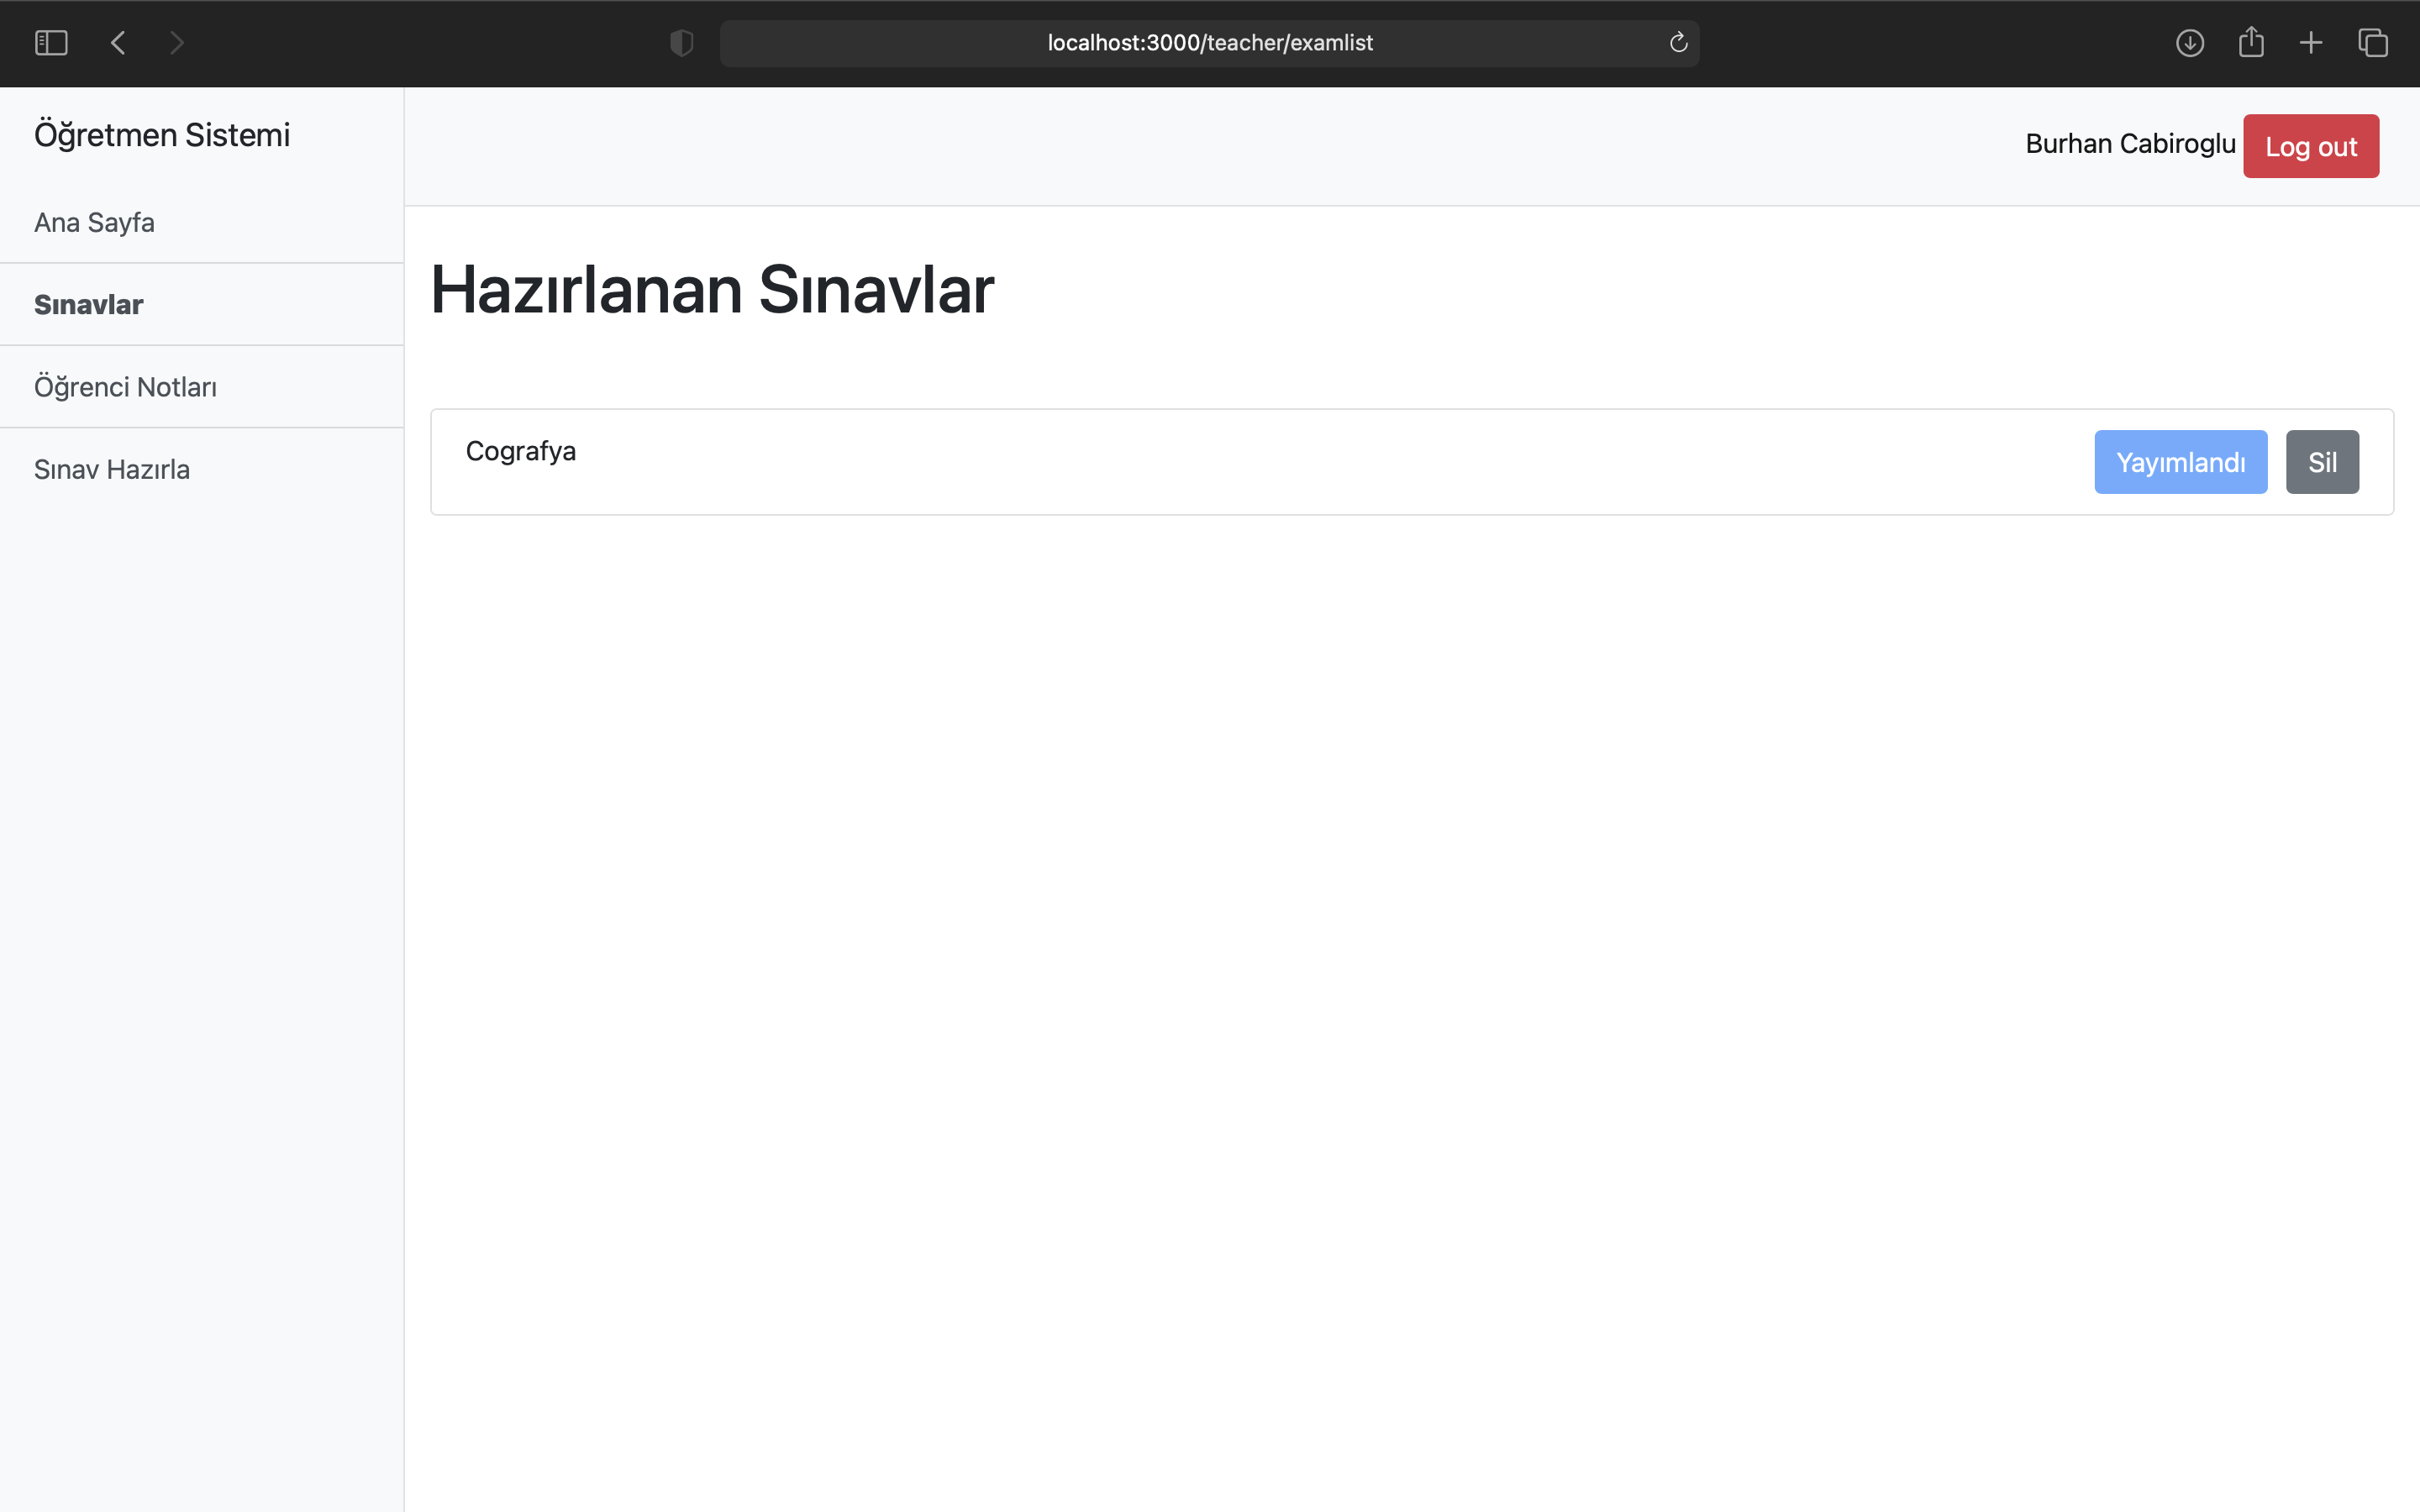 localhost:3000/teacher/examlist
Öğretmen Sistemi
Burhan Cabiroglu
Log out
Ana Sayfa
Sınavlar
Öğrenci Notları
Sınav Hazırla
Hazırlanan Sınavlar
Cografya
Yayımlandı
Sil